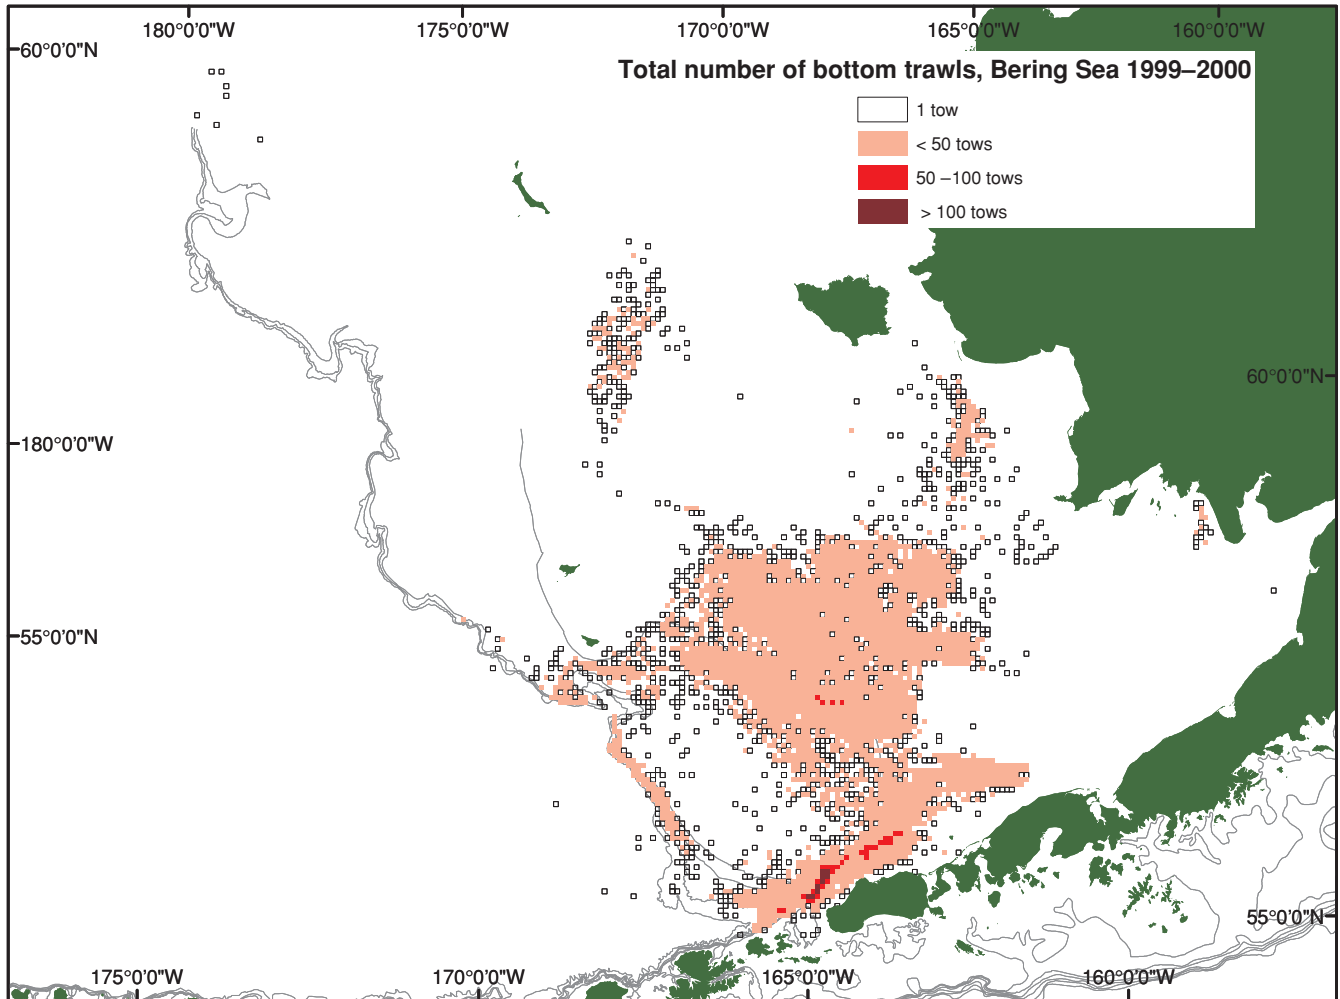 180°0'0"W 175°0'0"W 170°0'0"W 165°0'0"W 160°0'0"W
60°0'0"N
Total number of bottom trawls, Bering Sea 1999–2000
1 tow
< 50 tows
50 –100 tows
> 100 tows
60°0'0"N
180°0'0"W
55°0'0"N
55°0'0"N
175°0'0"W 170°0'0"W 165°0'0"W 160°0'0"W